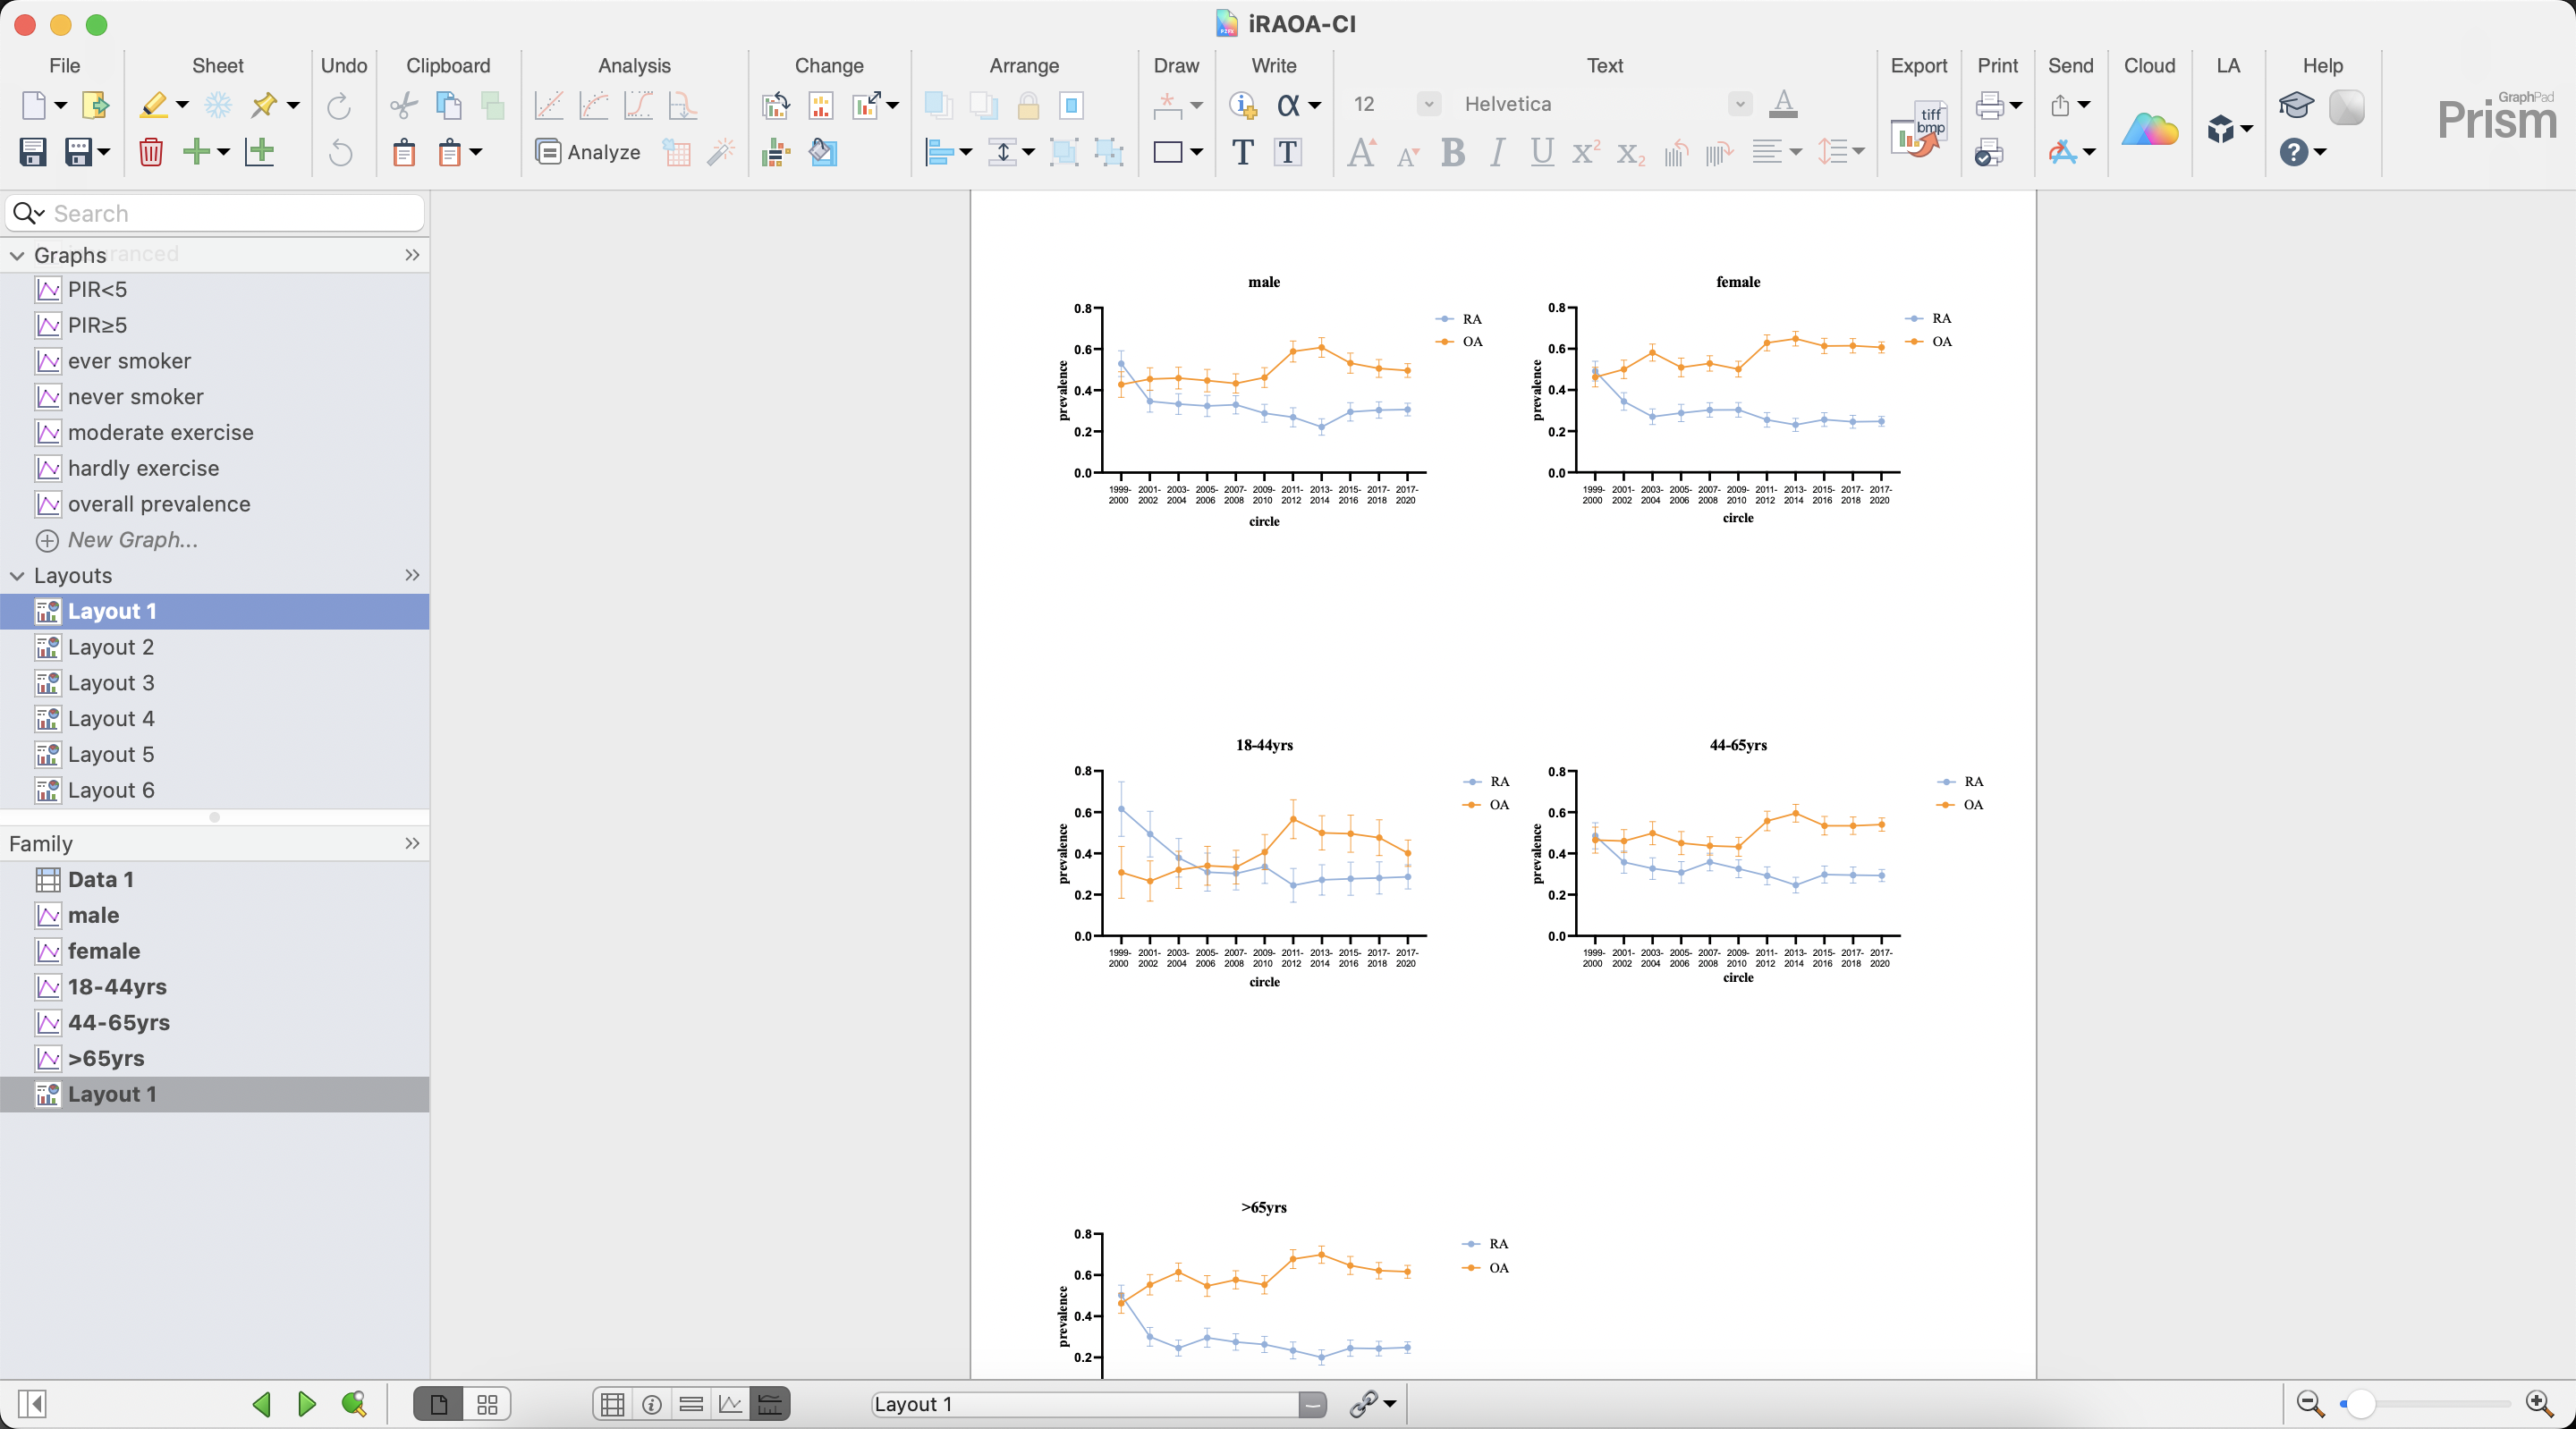 iRAOA-CI
File Sheet Undo Clipboard Analysis Change Arrange Draw Write Text Export Print Send Cloud LA Help
12 Helvetica
tiff
bmp
GraphPad
Prism
Analyze
Search
Graphs
PIR<5
PIR≥5
ever smoker
never smoker
moderate exercise
hardly exercise
overall prevalence
New Graph...
Layouts
Layout 1
Layout 2
Layout 3
Layout 4
Layout 5
Layout 6
Family
Data 1
male
female
18-44yrs
44-65yrs
>65yrs
Layout 1
male
prevalence
0.8
0.6
0.4
0.2
0.0
1999-2000 2001-2002 2003-2004 2005-2006 2007-2008 2009-2010 2011-2012 2013-2014 2015-2016 2017-2018 2017-2020
circle
RA
OA
female
prevalence
0.8
0.6
0.4
0.2
0.0
1999-2000 2001-2002 2003-2004 2005-2006 2007-2008 2009-2010 2011-2012 2013-2014 2015-2016 2017-2018 2017-2020
circle
RA
OA
18-44yrs
prevalence
0.8
0.6
0.4
0.2
0.0
1999-2000 2001-2002 2003-2004 2005-2006 2007-2008 2009-2010 2011-2012 2013-2014 2015-2016 2017-2018 2017-2020
circle
RA
OA
44-65yrs
prevalence
0.8
0.6
0.4
0.2
0.0
1999-2000 2001-2002 2003-2004 2005-2006 2007-2008 2009-2010 2011-2012 2013-2014 2015-2016 2017-2018 2017-2020
circle
RA
OA
>65yrs
prevalence
0.8
0.6
0.4
0.2
RA
OA
Layout 1